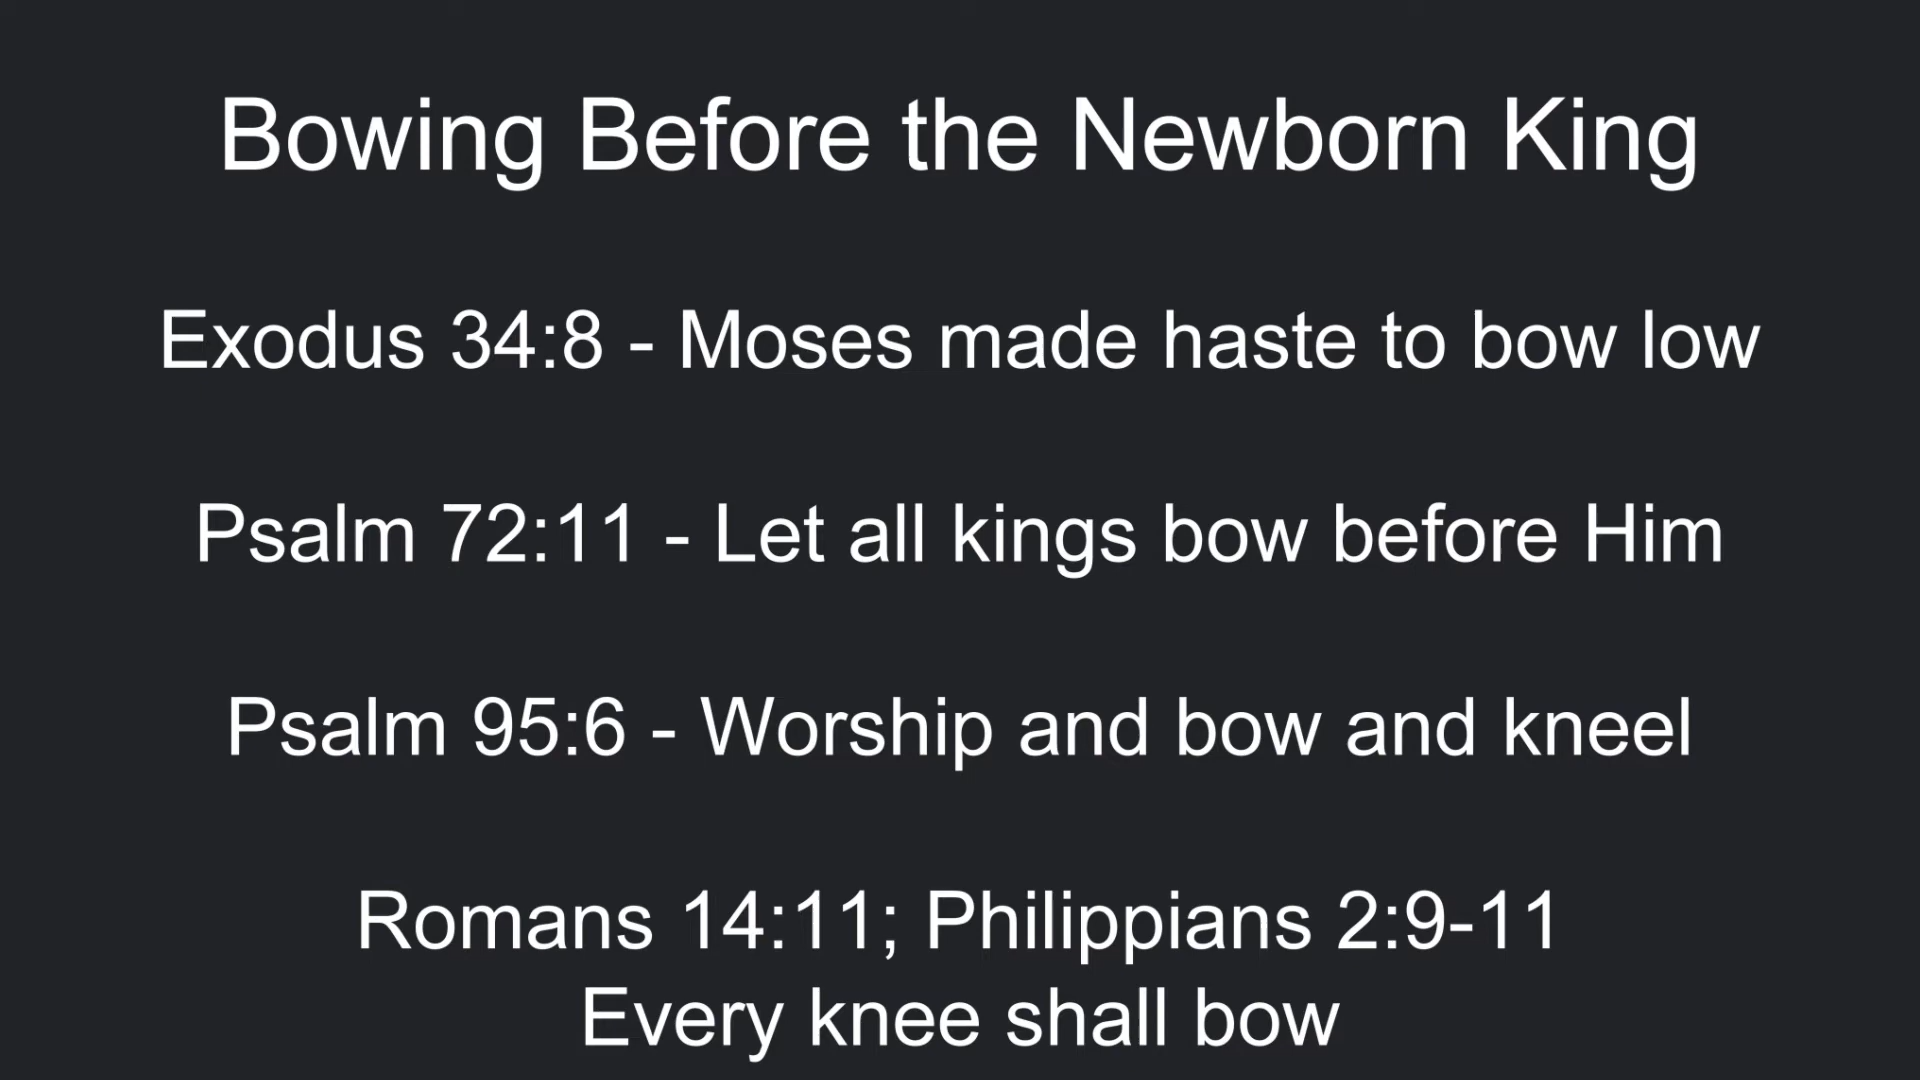 Bowing Before the Newborn King
Exodus 34:8 - Moses made haste to bow low
Psalm 72:11 - Let all kings bow before Him
Psalm 95:6 - Worship and bow and kneel
Romans 14:11; Philippians 2:9-11
Every knee shall bow